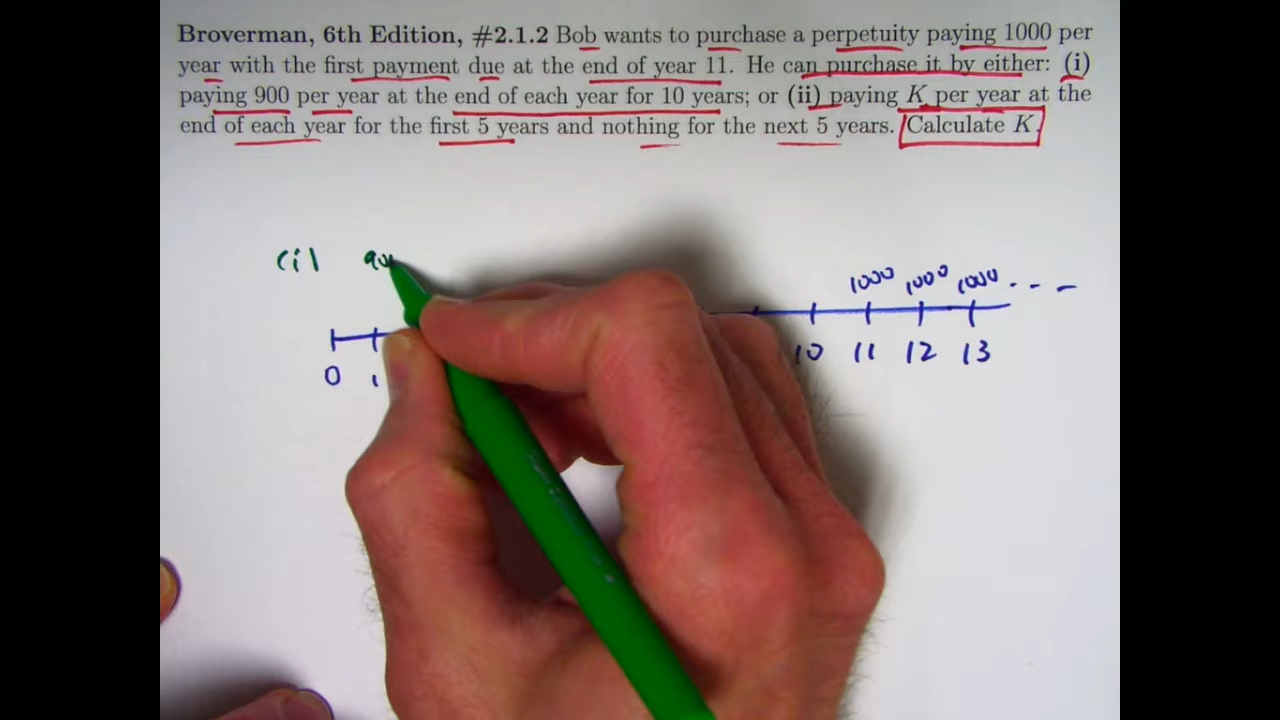 Broverman, 6th Edition, #2.1.2 Bob wants to purchase a perpetuity paying 1000 per
year with the first payment due at the end of year 11. He can purchase it by either: (i)
paying 900 per year at the end of each year for 10 years; or (ii) paying K per year at the
end of each year for the first 5 years and nothing for the next 5 years. Calculate K.
(i) 90
1000 1000 1000 . - -
0 1 10 11 12 13